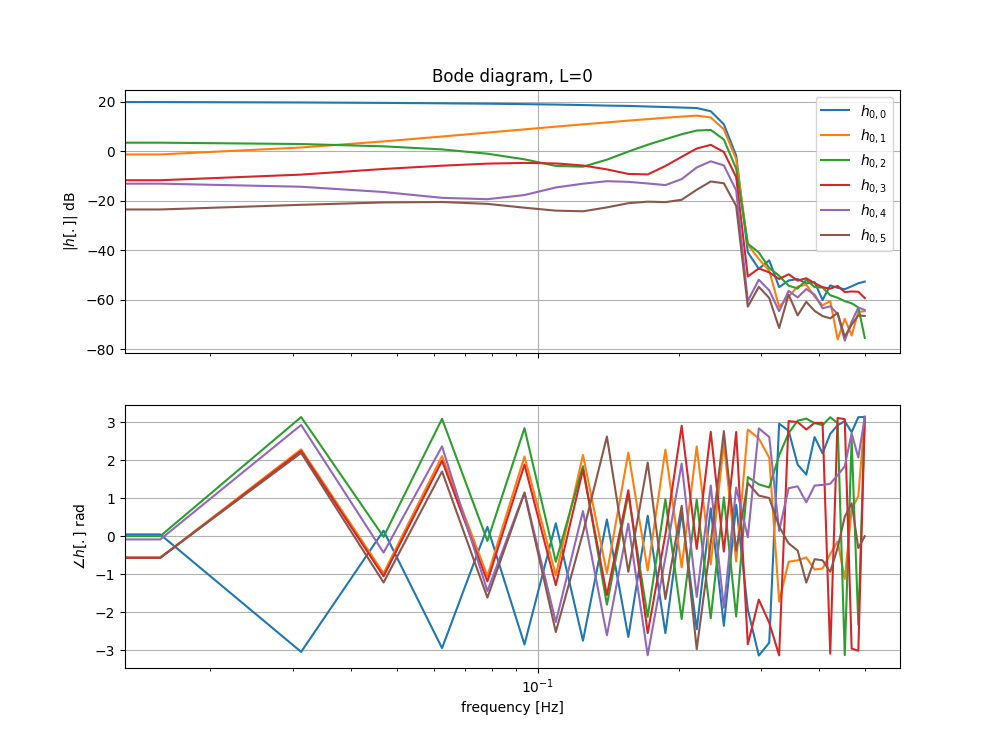 Bode diagram, L=0
|h[.]| dB
20
0
−20
−40
−60
−80
h0,0
h0,1
h0,2
h0,3
h0,4
h0,5
∠h[.] rad
3
2
1
0
−1
−2
−3
10−1
frequency [Hz]